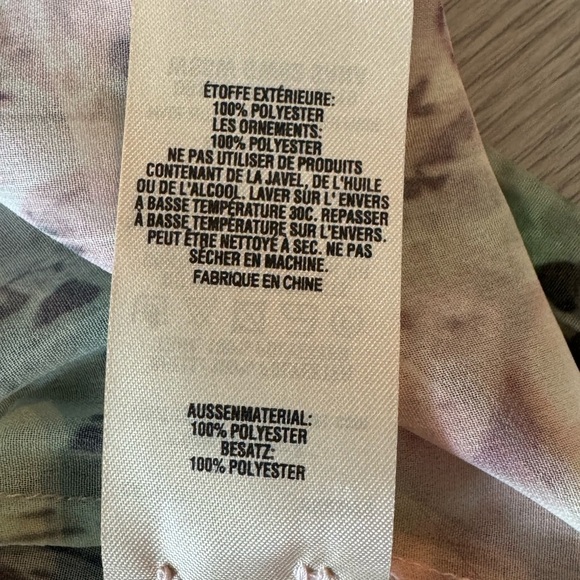 ÉTOFFE EXTÉRIEURE:
100% POLYESTER
LES ORNEMENTS:
100% POLYESTER
NE PAS UTILISER DE PRODUITS
CONTENANT DE LA JAVEL, DE L'HUILE
OU DE L'ALCOOL. LAVER SUR L' ENVERS
A BASSE TEMPÉRATURE 30C. REPASSER
À BASSE TEMPÉRATURE SUR L'ENVERS.
PEUT ÊTRE NETTOYÉ À SEC. NE PAS
SÉCHER EN MACHINE.
FABRIQUE EN CHINE
AUSSENMATERIAL:
100% POLYESTER
BESATZ:
100% POLYESTER